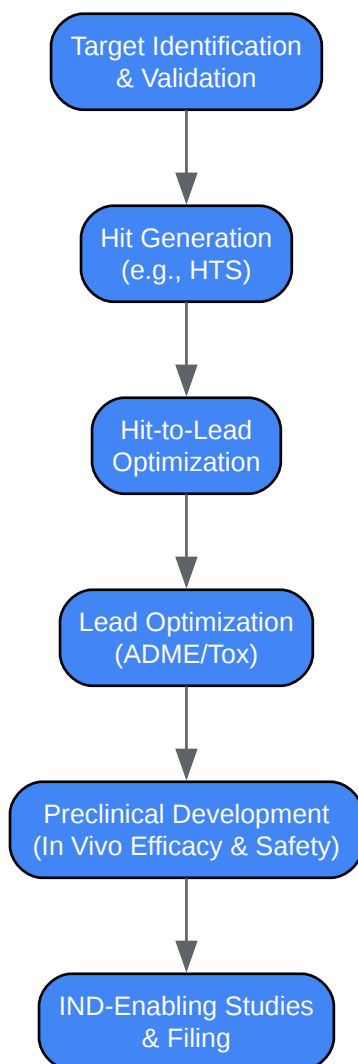 Target Identification
& Validation
Hit Generation
(e.g., HTS)
Hit-to-Lead
Optimization
Lead Optimization
(ADME/Tox)
Preclinical Development
(In Vivo Efficacy & Safety)
IND-Enabling Studies
& Filing